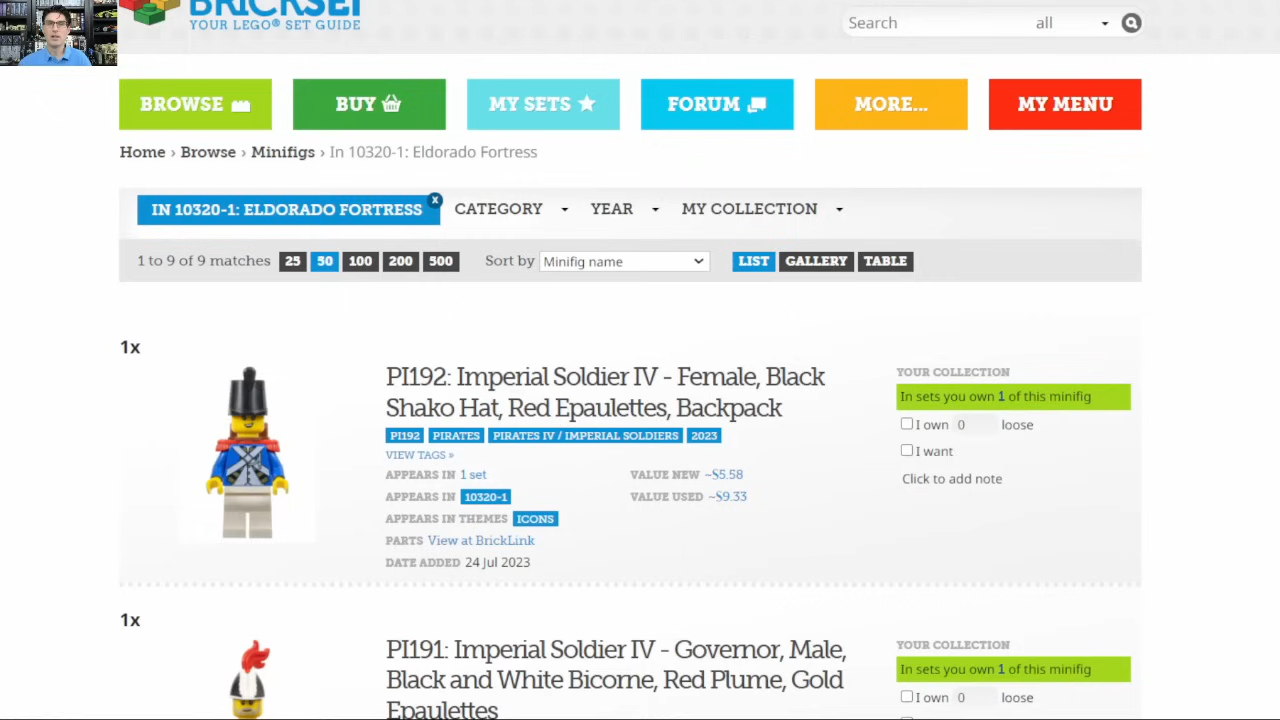 BRICKSET
YOUR LEGO® SET GUIDE
Search all
BROWSE BUY MY SETS FORUM MORE... MY MENU
Home › Browse › Minifigs › In 10320-1: Eldorado Fortress
IN 10320-1: ELDORADO FORTRESS x CATEGORY YEAR MY COLLECTION
1 to 9 of 9 matches 25 50 100 200 500 Sort by Minifig name LIST GALLERY TABLE
1x
PI192: Imperial Soldier IV - Female, Black
Shako Hat, Red Epaulettes, Backpack
PI192 PIRATES PIRATES IV / IMPERIAL SOLDIERS 2023
VIEW TAGS »
APPEARS IN 1 set
APPEARS IN 10320-1
APPEARS IN THEMES ICONS
PARTS View at BrickLink
DATE ADDED 24 Jul 2023
VALUE NEW ~$5.58
VALUE USED ~$9.33
YOUR COLLECTION
In sets you own 1 of this minifig
I own 0 loose
I want
Click to add note
1x
PI191: Imperial Soldier IV - Governor, Male,
Black and White Bicorne, Red Plume, Gold
Epaulettes
YOUR COLLECTION
In sets you own 1 of this minifig
I own 0 loose